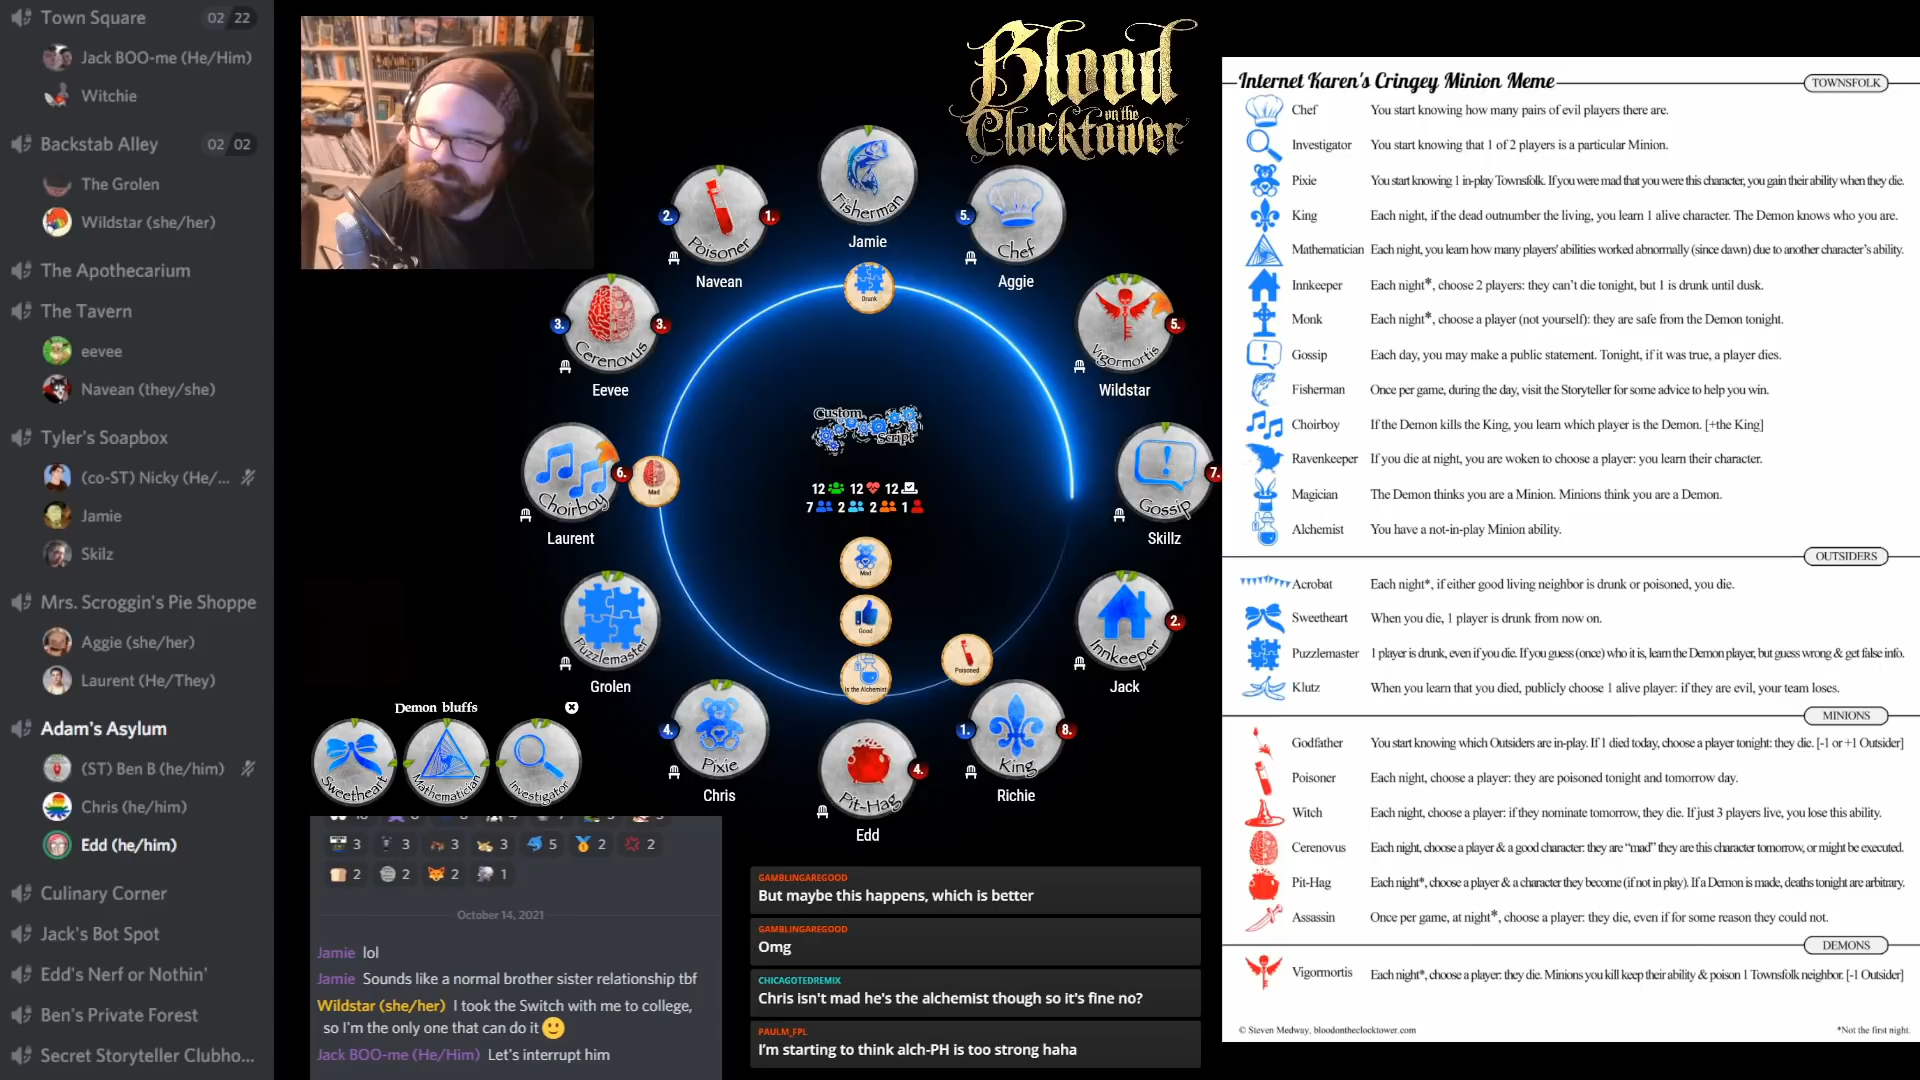 Town Square 02 22
Jack BOO-me (He/Him)
Witchie
Backstab Alley 02 02
The Grolen
Wildstar (she/her)
The Apothecarium
The Tavern
eevee
Navean (they/she)
Tyler's Soapbox
(co-ST) Nicky (He/...
Jamie
Skilz
Mrs. Scroggin's Pie Shoppe
Aggie (she/her)
Laurent (He/They)
Adam's Asylum
(ST) Ben B (he/him)
Chris (he/him)
Edd (he/him)
Culinary Corner
Jack's Bot Spot
Edd's Nerf or Nothin'
Ben's Private Forest
Secret Storyteller Clubho...
Blood
on the
Clocktower
Fisherman
Jamie
Drunk
5.
Chef
Aggie
Vigormortis
5.
Wildstar
Gossip
7.
Skillz
Innkeeper
2.
Jack
Poisoned
1.
King
8.
Richie
Mad
Good
Is the Alchemist
Pit-Hag
4.
Edd
4.
Pixie
Chris
Puzzlemaster
Grolen
Choirboy
6.
Mad
Laurent
3.
Cerenovus
3.
Eevee
2.
Poisoner
1.
Navean
Custom
Script
12 12 12
7 2 2 1
Demon bluffs
Sweetheart
Mathematician
Investigator
3 3 3 3 5 2 2
2 2 2 1
October 14, 2021
Jamie lol
Jamie Sounds like a normal brother sister relationship tbf
Wildstar (she/her) I took the Switch with me to college,
so I'm the only one that can do it
Jack BOO-me (He/Him) Let's interrupt him
GAMBLINGAREGOOD
But maybe this happens, which is better
GAMBLINGAREGOOD
Omg
CHICAGOTEDREMIX
Chris isn't mad he's the alchemist though so it's fine no?
PAULM_FPL
I'm starting to think alch-PH is too strong haha
Internet Karen's Cringey Minion Meme
TOWNSFOLK
Chef You start knowing how many pairs of evil players there are.
Investigator You start knowing that 1 of 2 players is a particular Minion.
Pixie You start knowing 1 in-play Townsfolk. If you were mad that you were this character, you gain their ability when they die.
King Each night, if the dead outnumber the living, you learn 1 alive character. The Demon knows who you are.
Mathematician Each night, you learn how many players' abilities worked abnormally (since dawn) due to another character's ability.
Innkeeper Each night*, choose 2 players: they can't die tonight, but 1 is drunk until dusk.
Monk Each night*, choose a player (not yourself): they are safe from the Demon tonight.
Gossip Each day, you may make a public statement. Tonight, if it was true, a player dies.
Fisherman Once per game, during the day, visit the Storyteller for some advice to help you win.
Choirboy If the Demon kills the King, you learn which player is the Demon. [+the King]
Ravenkeeper If you die at night, you are woken to choose a player: you learn their character.
Magician The Demon thinks you are a Minion. Minions think you are a Demon.
Alchemist You have a not-in-play Minion ability.
OUTSIDERS
Acrobat Each night*, if either good living neighbor is drunk or poisoned, you die.
Sweetheart When you die, 1 player is drunk from now on.
Puzzlemaster 1 player is drunk, even if you die. If you guess (once) who it is, learn the Demon player, but guess wrong & get false info.
Klutz When you learn that you died, publicly choose 1 alive player: if they are evil, your team loses.
MINIONS
Godfather You start knowing which Outsiders are in-play. If 1 died today, choose a player tonight: they die. [-1 or +1 Outsider]
Poisoner Each night, choose a player: they are poisoned tonight and tomorrow day.
Witch Each night, choose a player: if they nominate tomorrow, they die. If just 3 players live, you lose this ability.
Cerenovus Each night, choose a player & a good character: they are "mad" they are this character tomorrow, or might be executed.
Pit-Hag Each night*, choose a player & a character they become (if not in play). If a Demon is made, deaths tonight are arbitrary.
Assassin Once per game, at night*, choose a player: they die, even if for some reason they could not.
DEMONS
Vigormortis Each night*, choose a player: they die. Minions you kill keep their ability & poison 1 Townsfolk neighbor. [-1 Outsider]
© Steven Medway, bloodontheclocktower.com *Not the first night.